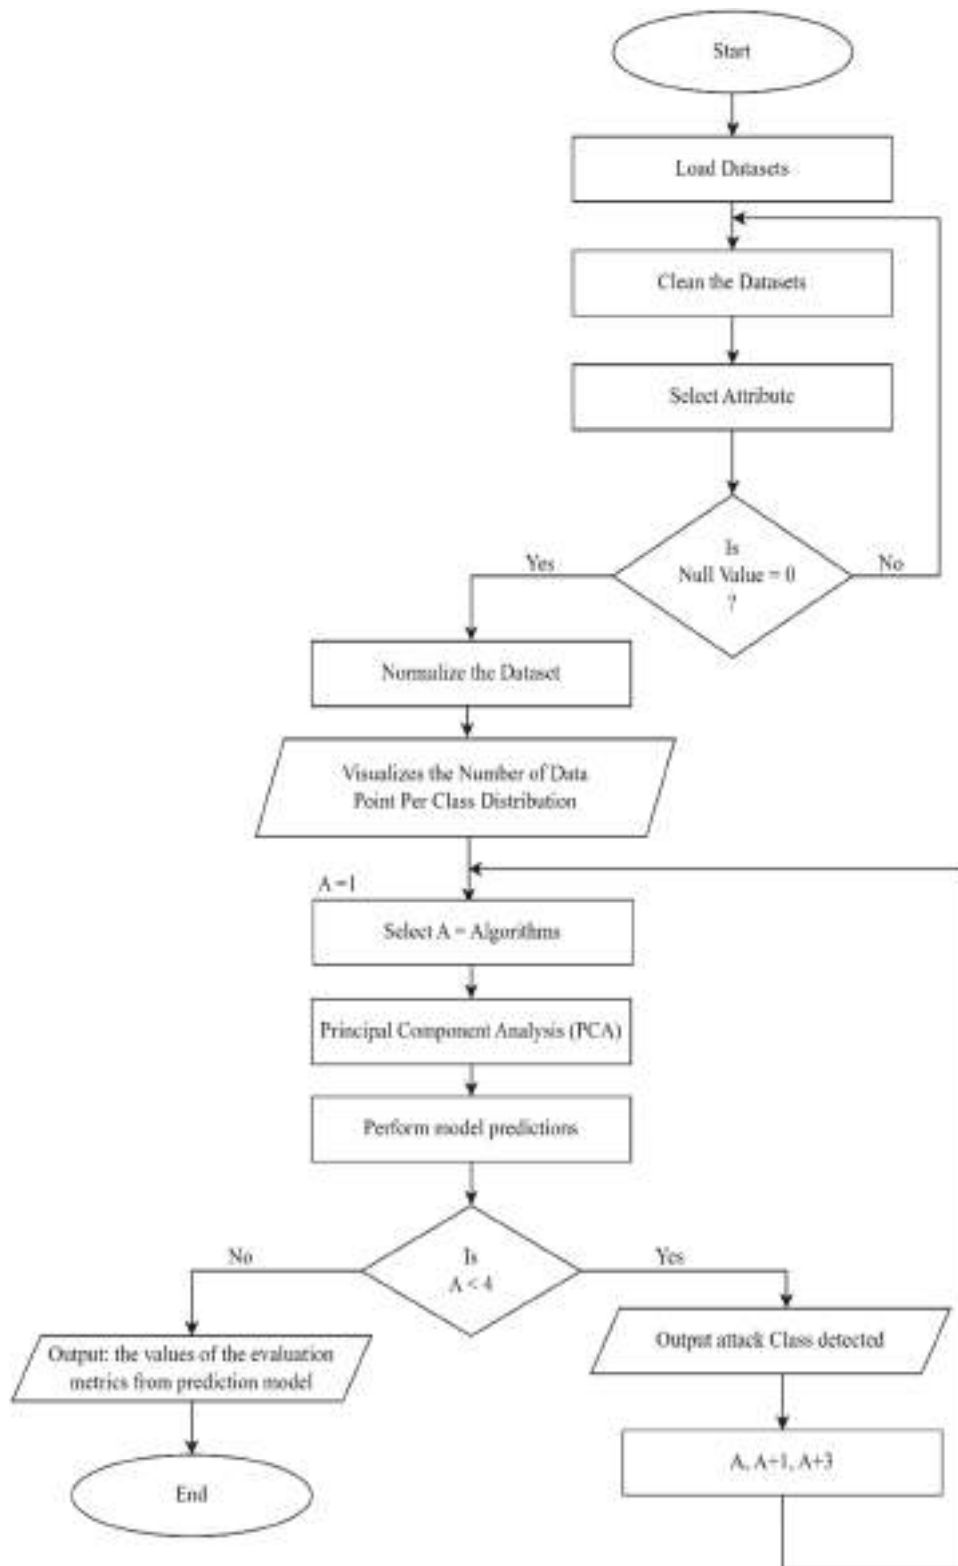 Start
Load Datasets
Clean the Datasets
Select Attribute
Is
Null Value = 0
?
Yes
No
Normalize the Dataset
Visualizes the Number of Data
Point Per Class Distribution
A =1
Select A = Algorithms
Principal Component Analysis (PCA)
Perform model predictions
Is
A < 4
No
Yes
Output: the values of the evaluation
metrics from prediction model
Output attack Class detected
End
A, A+1, A+3